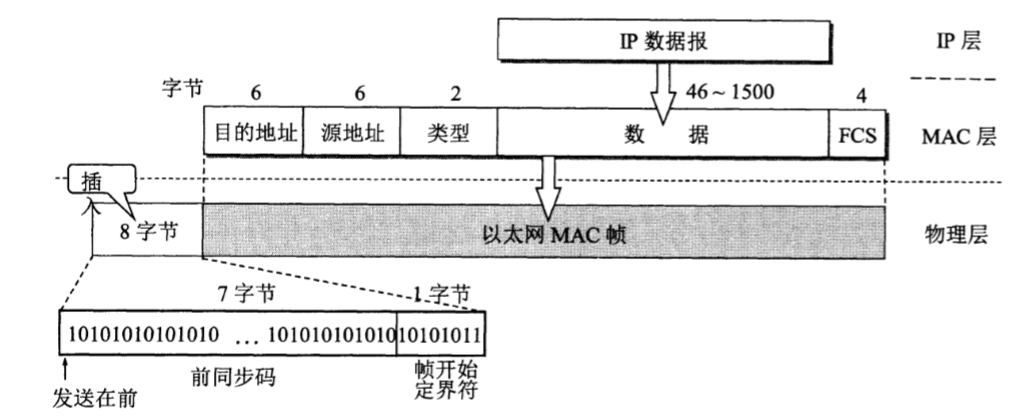 IP 数据报
IP 层
字节
6
6
2
46~1500
4
目的地址
源地址
类型
数 据
FCS
MAC 层
插入
8 字节
以太网 MAC 帧
物理层
7 字节
1 字节
10101010101010 … 101010101010
10101011
前同步码
帧开始
定界符
发送在前